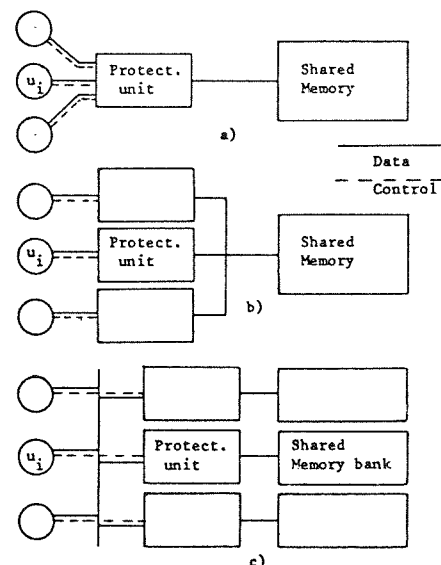 Protect.
unit
u_i
Shared
Memory
a)
Data
Control
u_i
Protect.
unit
Shared
Memory
b)
u_i
Protect.
unit
Shared
Memory bank
c)